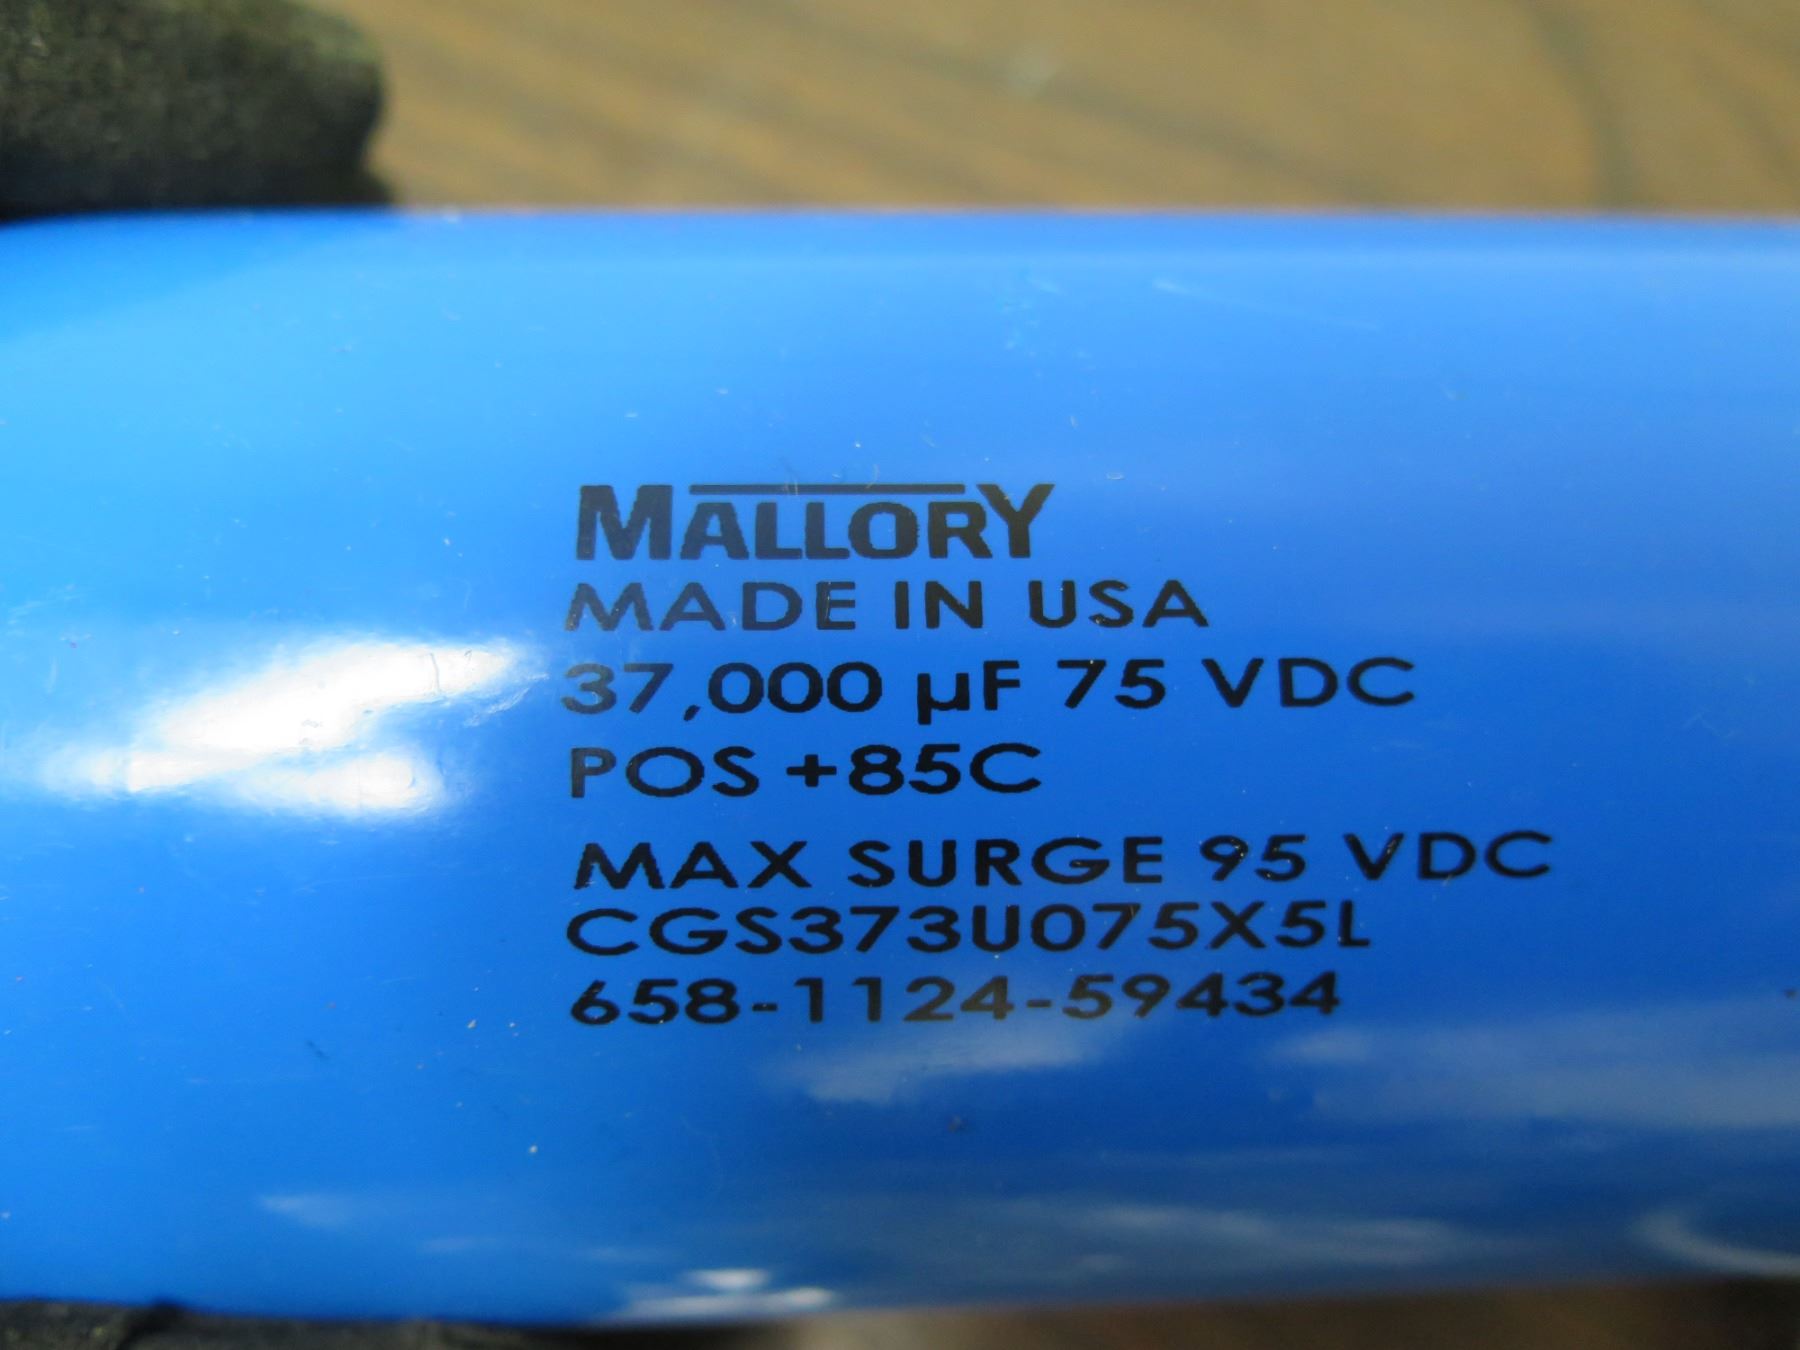 MALLORY
MADE IN USA
37,000 µF 75 VDC
POS +85C
MAX SURGE 95 VDC
CGS373U075X5L
658-1124-59434